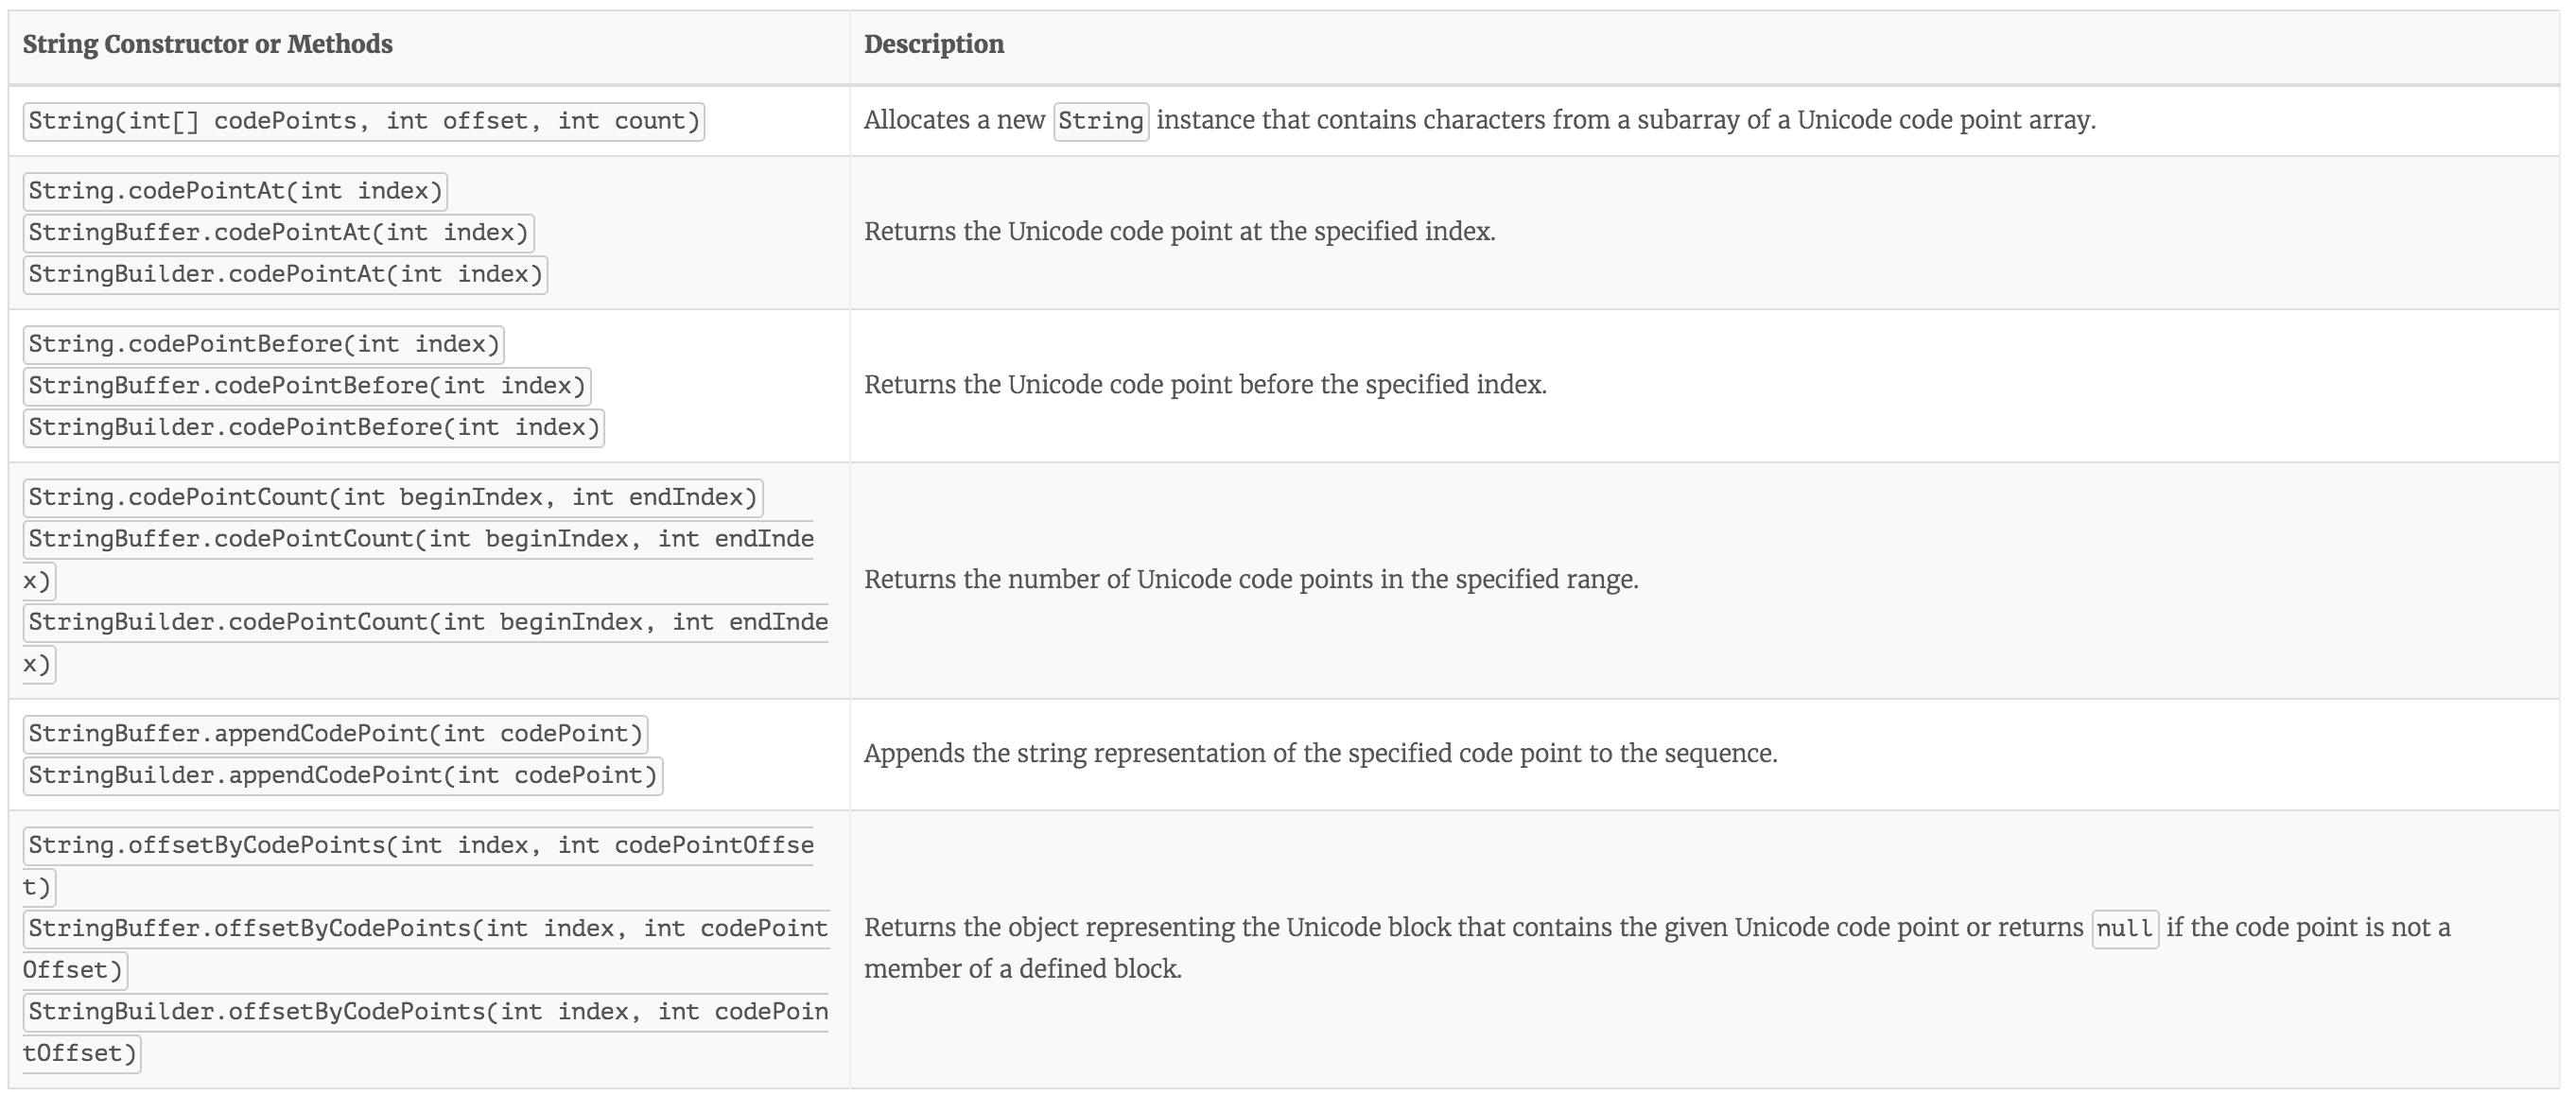 String Constructor or Methods
Description
String(int[] codePoints, int offset, int count)
Allocates a new String instance that contains characters from a subarray of a Unicode code point array.
String.codePointAt(int index)
StringBuffer.codePointAt(int index)
StringBuilder.codePointAt(int index)
Returns the Unicode code point at the specified index.
String.codePointBefore(int index)
StringBuffer.codePointBefore(int index)
StringBuilder.codePointBefore(int index)
Returns the Unicode code point before the specified index.
String.codePointCount(int beginIndex, int endIndex)
StringBuffer.codePointCount(int beginIndex, int endInde
x)
StringBuilder.codePointCount(int beginIndex, int endInde
x)
Returns the number of Unicode code points in the specified range.
StringBuffer.appendCodePoint(int codePoint)
StringBuilder.appendCodePoint(int codePoint)
Appends the string representation of the specified code point to the sequence.
String.offsetByCodePoints(int index, int codePointOffse
t)
StringBuffer.offsetByCodePoints(int index, int codePoint
Offset)
StringBuilder.offsetByCodePoints(int index, int codePoin
tOffset)
Returns the object representing the Unicode block that contains the given Unicode code point or returns null if the code point is not a
member of a defined block.